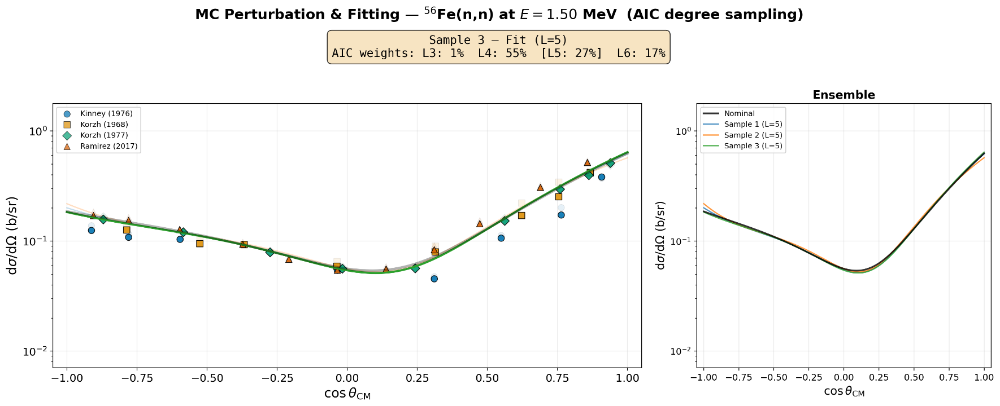 MC Perturbation & Fitting — ⁵⁶Fe(n,n) at E = 1.50 MeV (AIC degree sampling)
Sample 3 — Fit (L=5)
AIC weights: L3: 1% L4: 55% [L5: 27%] L6: 17%
Kinney (1976)
Korzh (1968)
Korzh (1977)
Ramirez (2017)
10⁰
10⁻¹
10⁻²
dσ/dΩ (b/sr)
−1.00 −0.75 −0.50 −0.25 0.00 0.25 0.50 0.75 1.00
cos θCM
Ensemble
Nominal
Sample 1 (L=5)
Sample 2 (L=5)
Sample 3 (L=5)
10⁰
10⁻¹
10⁻²
dσ/dΩ (b/sr)
−1.00 −0.75 −0.50 −0.25 0.00 0.25 0.50 0.75 1.00
cos θCM